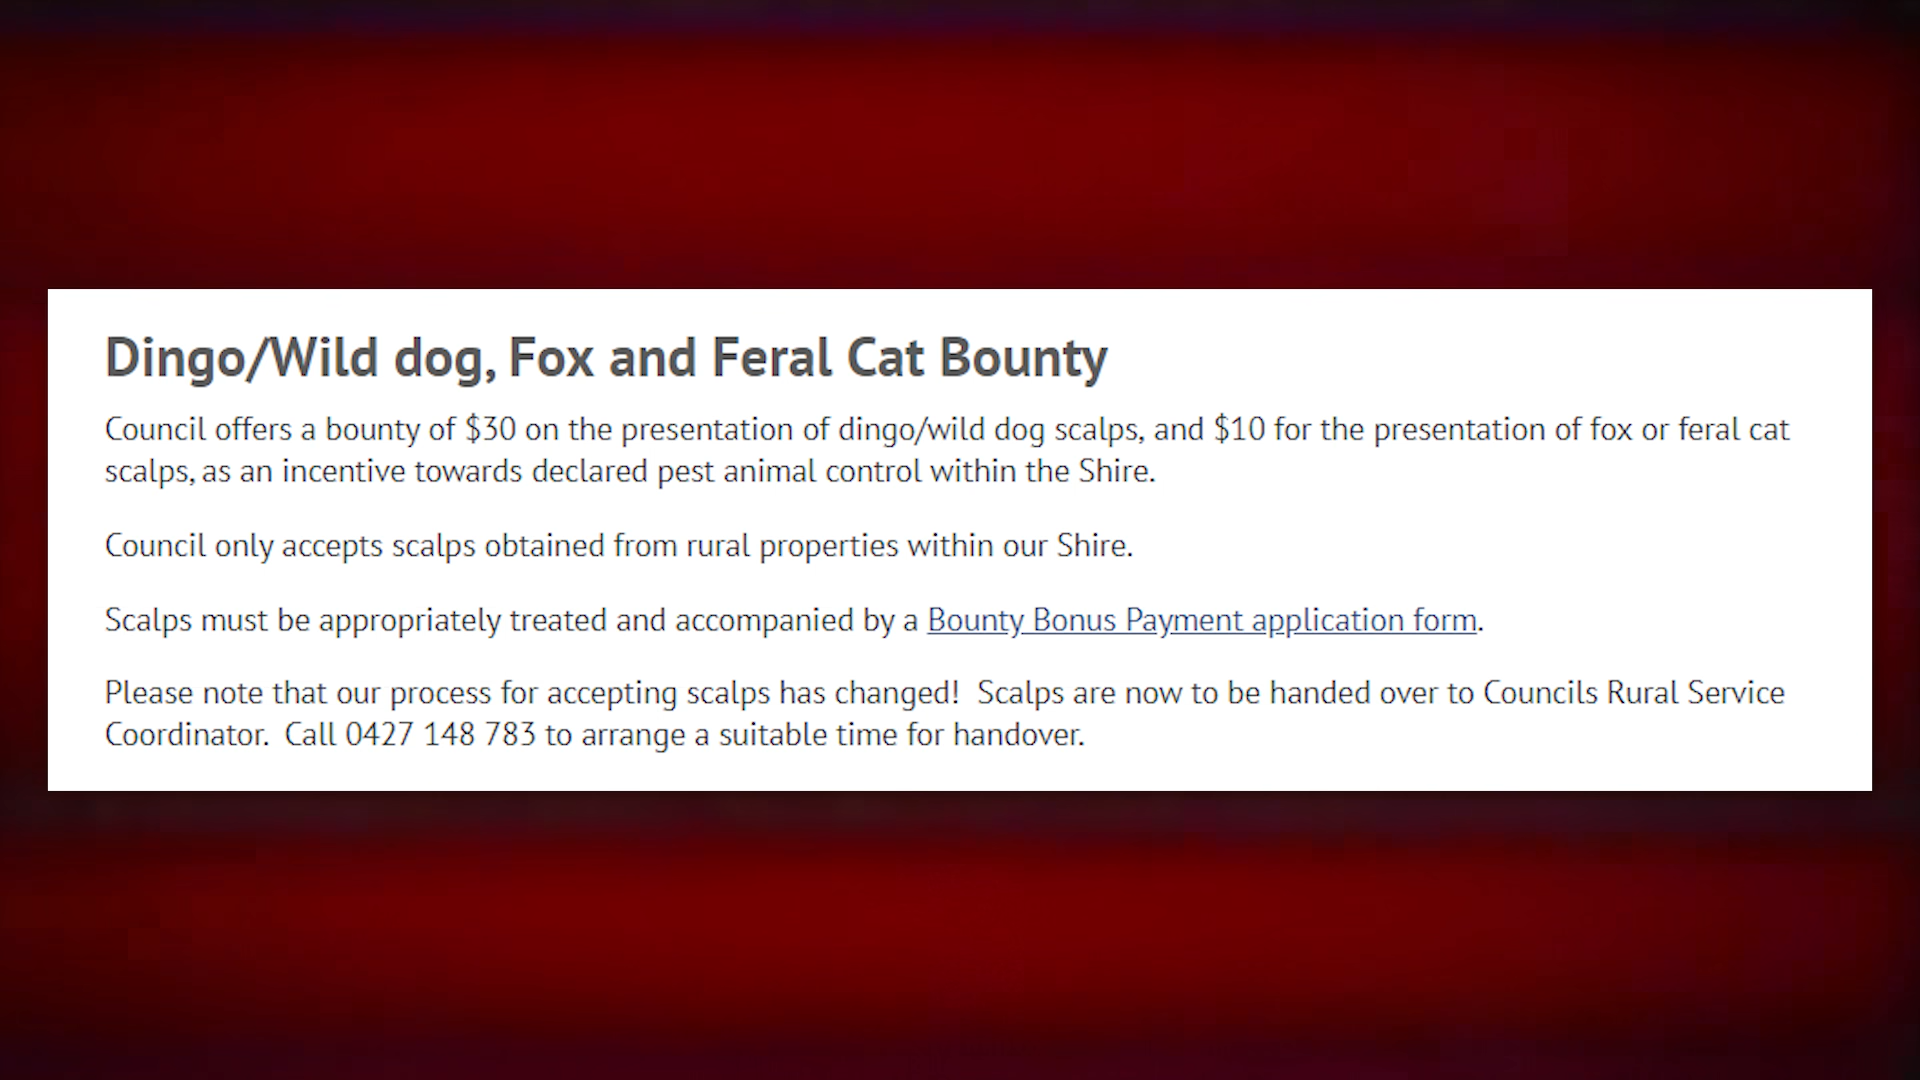 Dingo/Wild dog, Fox and Feral Cat Bounty
Council offers a bounty of $30 on the presentation of dingo/wild dog scalps, and $10 for the presentation of fox or feral cat
scalps, as an incentive towards declared pest animal control within the Shire.
Council only accepts scalps obtained from rural properties within our Shire.
Scalps must be appropriately treated and accompanied by a Bounty Bonus Payment application form.
Please note that our process for accepting scalps has changed!  Scalps are now to be handed over to Councils Rural Service
Coordinator.  Call 0427 148 783 to arrange a suitable time for handover.